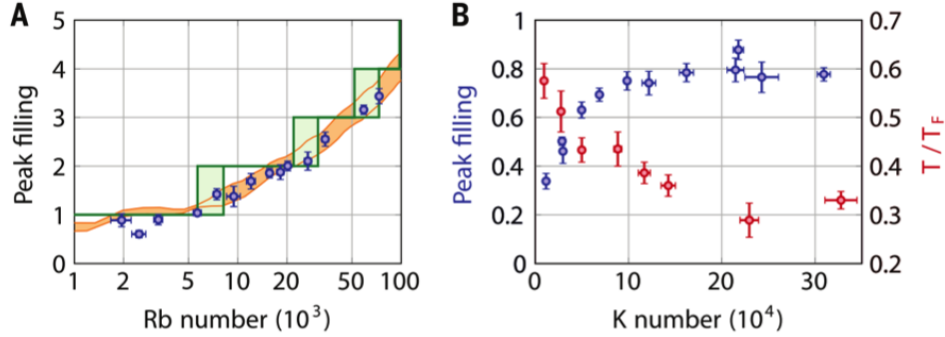 A
5
4
3
2
1
0
Peak filling
1 2 5 10 20 50 100
Rb number (10³)
B
1
0.8
0.6
0.4
0.2
0
Peak filling
0 10 20 30
K number (10⁴)
0.7
0.6
0.5
0.4
0.3
0.2
T / T_F